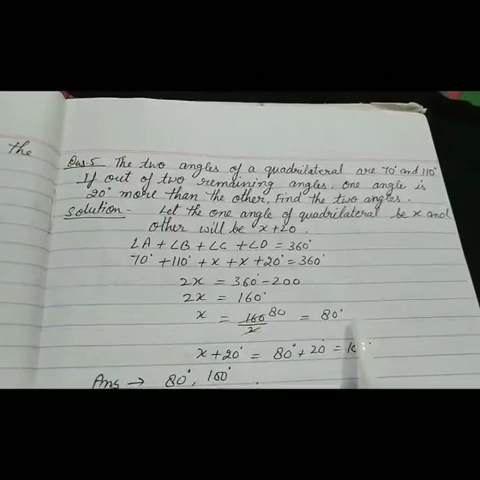 the
Que.5 The two angles of a quadrilateral are 70° and 110°
If out of two remaining angles. one angle is
20° more than the other, Find the two angles.
Solution- Let the one angle of quadrilateral be x and
other will be x+20.
∠A + ∠B + ∠C + ∠D = 360°
70° + 110° + x + x + 20° = 360°
2x = 360° - 200
2x = 160°
x = 160° 80 / 2 = 80°
x + 20° = 80° + 20° =
Ans → 80°, 100°.